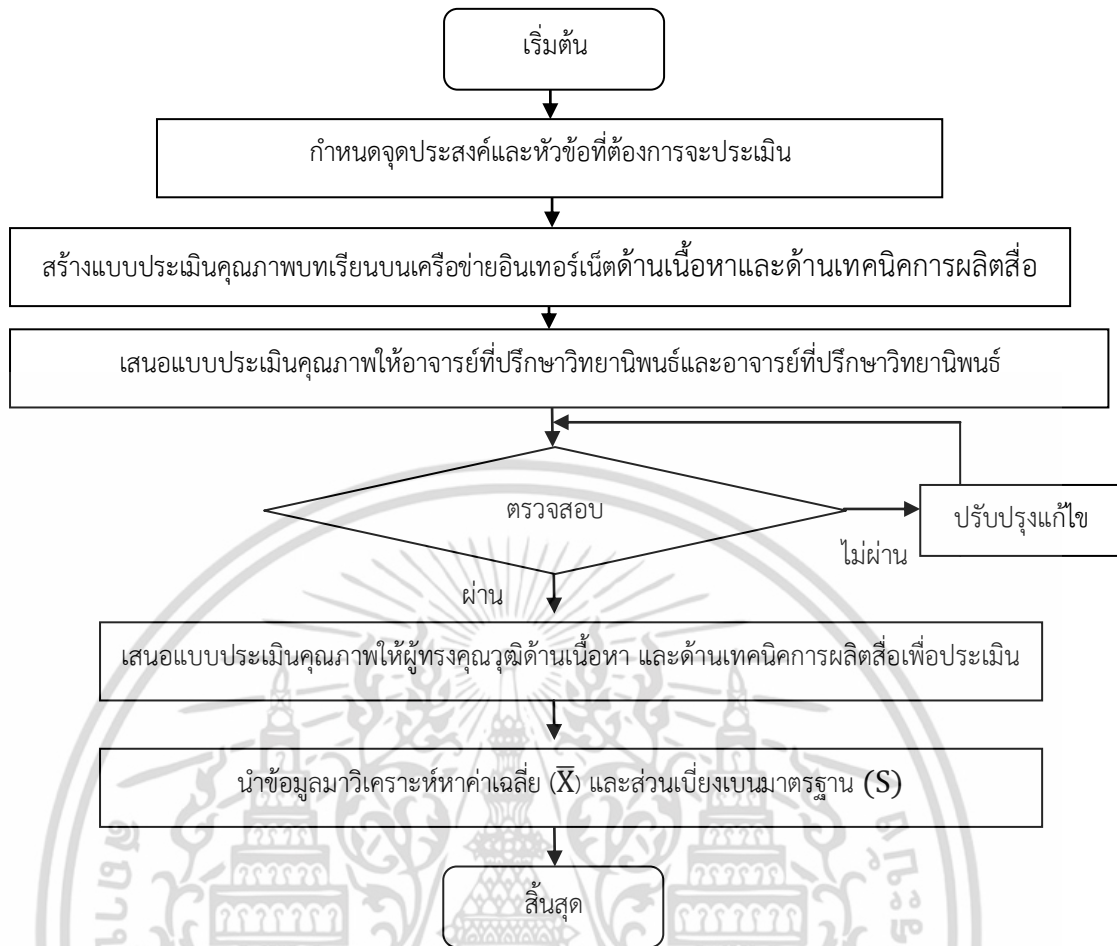 เริ่มต้น
กำหนดจุดประสงค์และหัวข้อที่ต้องการจะประเมิน
สร้างแบบประเมินคุณภาพบทเรียนบนเครือข่ายอินเทอร์เน็ตด้านเนื้อหาและด้านเทคนิคการผลิตสื่อ
เสนอแบบประเมินคุณภาพให้อาจารย์ที่ปรึกษาวิทยานิพนธ์และอาจารย์ที่ปรึกษาวิทยานิพนธ์
ตรวจสอบ
ปรับปรุงแก้ไข
ไม่ผ่าน
ผ่าน
เสนอแบบประเมินคุณภาพให้ผู้ทรงคุณวุฒิด้านเนื้อหา และด้านเทคนิคการผลิตสื่อเพื่อประเมิน
นำข้อมูลมาวิเคราะห์หาค่าเฉลี่ย (X̅) และส่วนเบี่ยงเบนมาตรฐาน (S)
สิ้นสุด